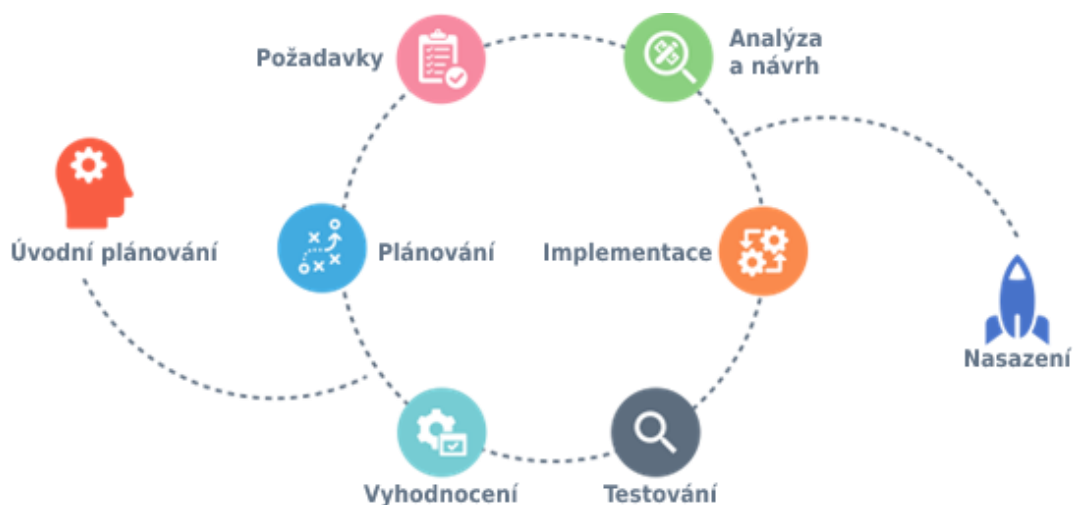 Požadavky
Analýza
a návrh
Úvodní plánování
Plánování
Implementace
Nasazení
Vyhodnocení
Testování